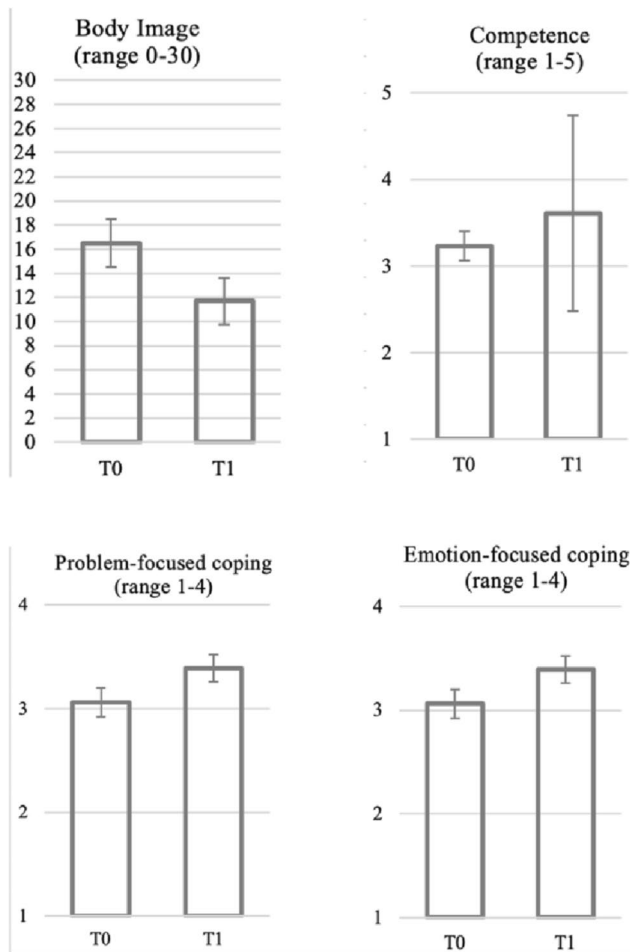 Body Image
(range 0-30)
30
28
26
24
22
20
18
16
14
12
10
8
6
4
2
0
T0 T1
Competence
(range 1-5)
5
4
3
2
1
T0 T1
Problem-focused coping
(range 1-4)
4
3
2
1
T0 T1
Emotion-focused coping
(range 1-4)
4
3
2
1
T0 T1